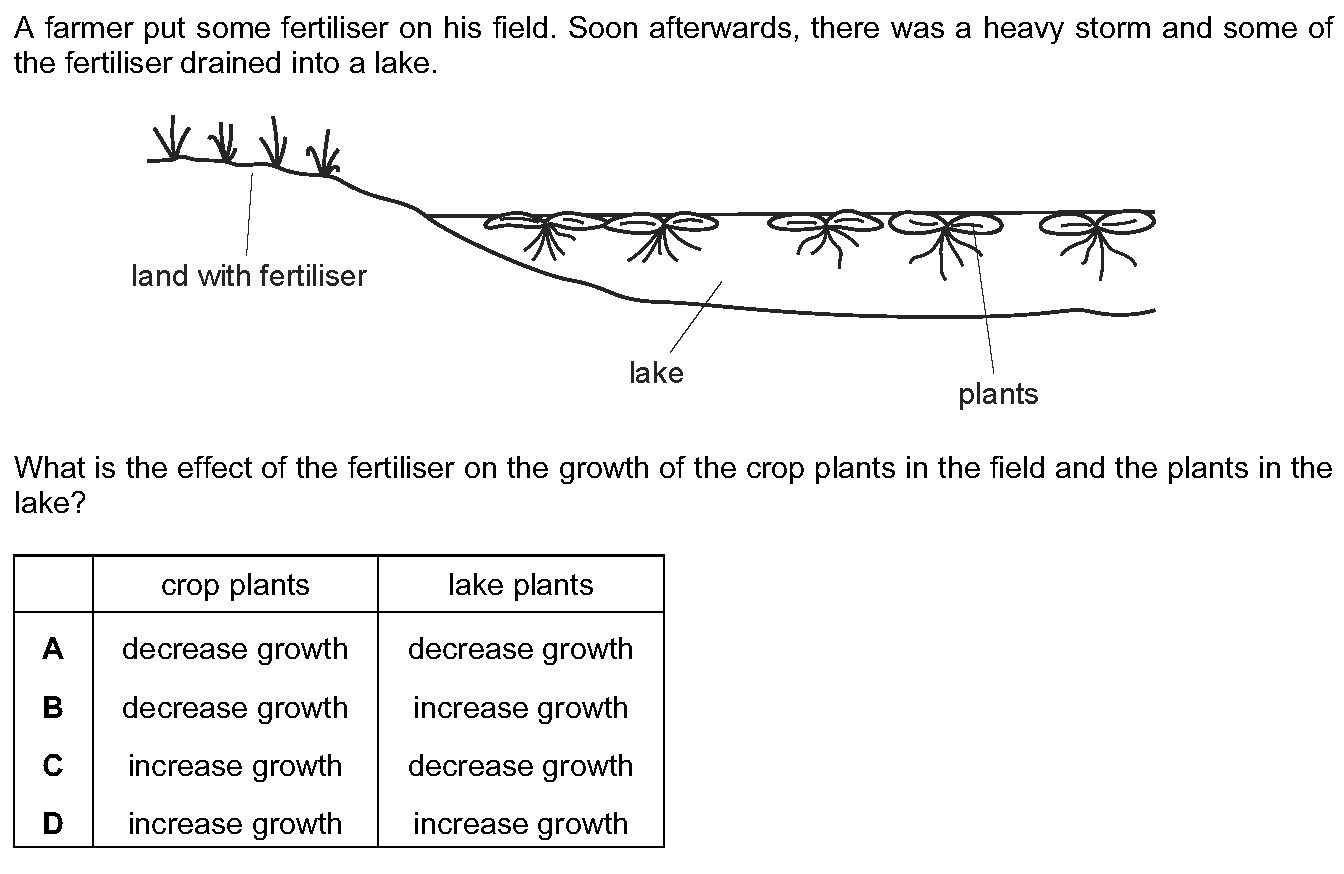 A farmer put some fertiliser on his field. Soon afterwards, there was a heavy storm and some of
the fertiliser drained into a lake.
land with fertiliser
lake
plants
What is the effect of the fertiliser on the growth of the crop plants in the field and the plants in the
lake?
crop plants lake plants
A decrease growth decrease growth
B decrease growth increase growth
C increase growth decrease growth
D increase growth increase growth